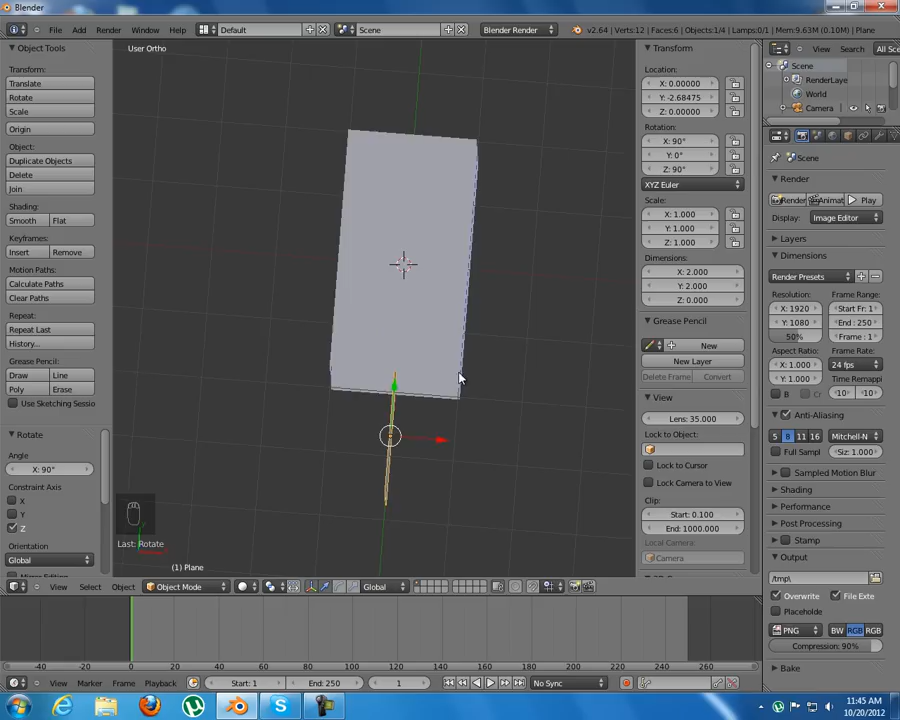 Blender
File Add Render Window Help
Default
Scene
Blender Render
v2.64 | Verts:12 | Faces:6 | Objects:1/4 | Lamps:0/1 | Mem:9.63M (0.10M) | Plane
Object Tools
Transform:
Translate
Rotate
Scale
Origin
Object:
Duplicate Objects
Delete
Join
Shading:
Smooth Flat
Keyframes:
Insert Remove
Motion Paths:
Calculate Paths
Clear Paths
Repeat:
Repeat Last
History...
Grease Pencil:
Draw Line
Poly Erase
Use Sketching Sessio
Rotate
Angle
X: 90°
Constraint Axis
X
Y
Z
Orientation
Global
User Ortho
Last: Rotate
(1) Plane
Transform
Location:
X: 0.00000
Y: -2.68475
Z: 0.00000
Rotation:
X: 90°
Y: 0°
Z: 90°
XYZ Euler
Scale:
X: 1.000
Y: 1.000
Z: 1.000
Dimensions:
X: 2.000
Y: 2.000
Z: 0.000
Grease Pencil
New
New Layer
Delete Frame Convert
View
Lens: 35.000
Lock to Object:
Lock to Cursor
Lock Camera to View
Clip:
Start: 0.100
End: 1000.000
Local Camera:
Camera
View Search All Sce
Scene
RenderLaye
World
Camera
Scene
Render
Render Animat Play
Display: Image Editor
Layers
Dimensions
Render Presets
Resolution: Frame Range:
X: 1920 Start Fr: 1
Y: 1080 End: 250
50% Frame: 1
Aspect Ratio: Frame Rate:
X: 1.000 24 fps
Y: 1.000 Time Remappi
Bo Cr 10 10
Anti-Aliasing
5 8 11 16 Mitchell-N
Full Sampl Siz: 1.000
Sampled Motion Blur
Shading
Performance
Post Processing
Stamp
Output
/tmp\
Overwrite File Exte
Placeholde
PNG BW RGB RGB
Compression: 90%
Bake
View Select Object Object Mode Global
-40 -20 0 20 40 60 80 100 120 140 160 180 200 220 240 260
View Marker Frame Playback Start: 1 End: 250 1 No Sync
11:45 AM
10/20/2012